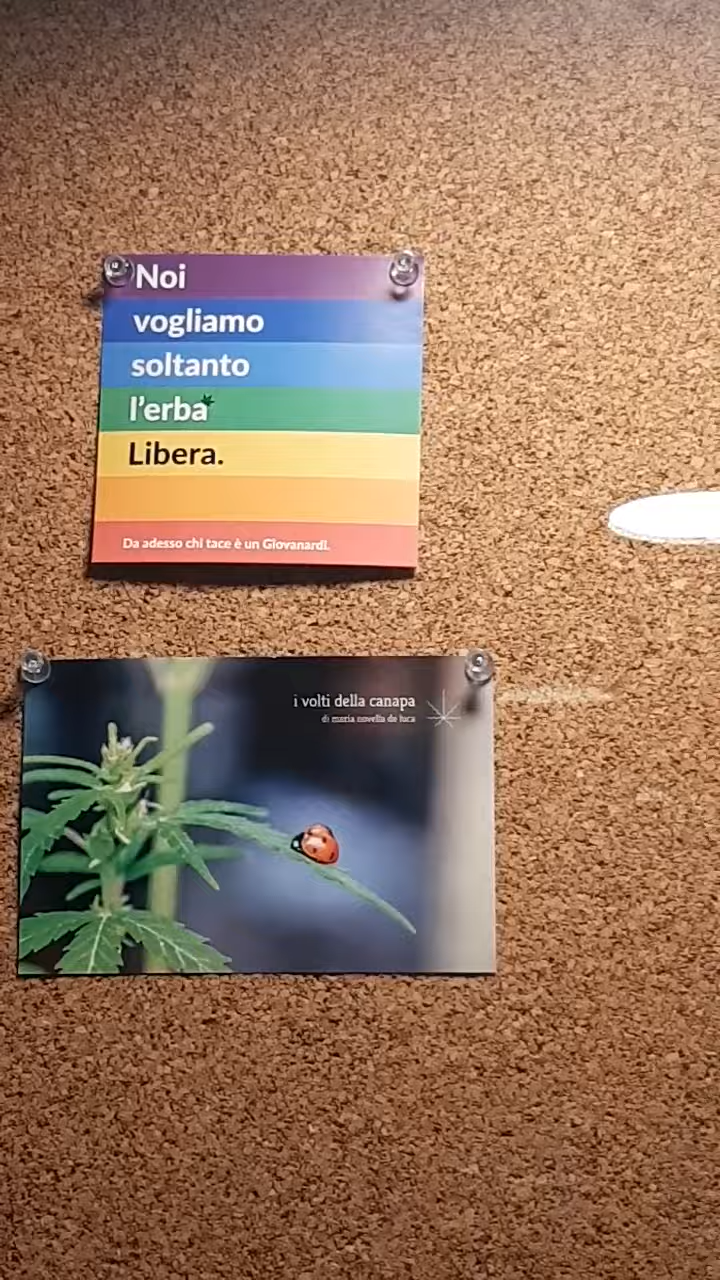 Noi
vogliamo
soltanto
l'erba
Libera.
Da adesso chi tace è un Giovanardi.
i volti della canapa
di maria novella de luca